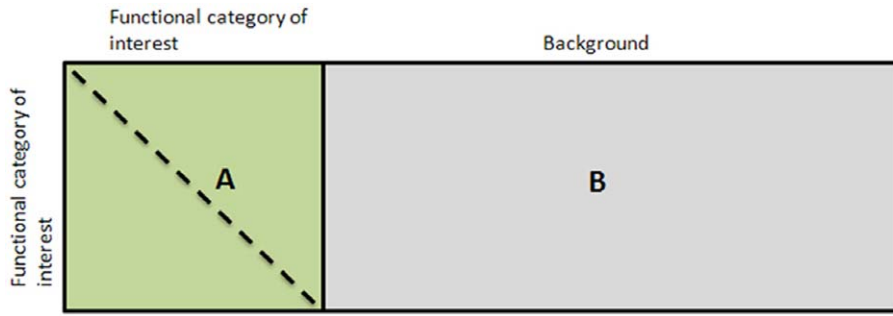 Functional category of
interest
Background
Functional category of
interest
A
B